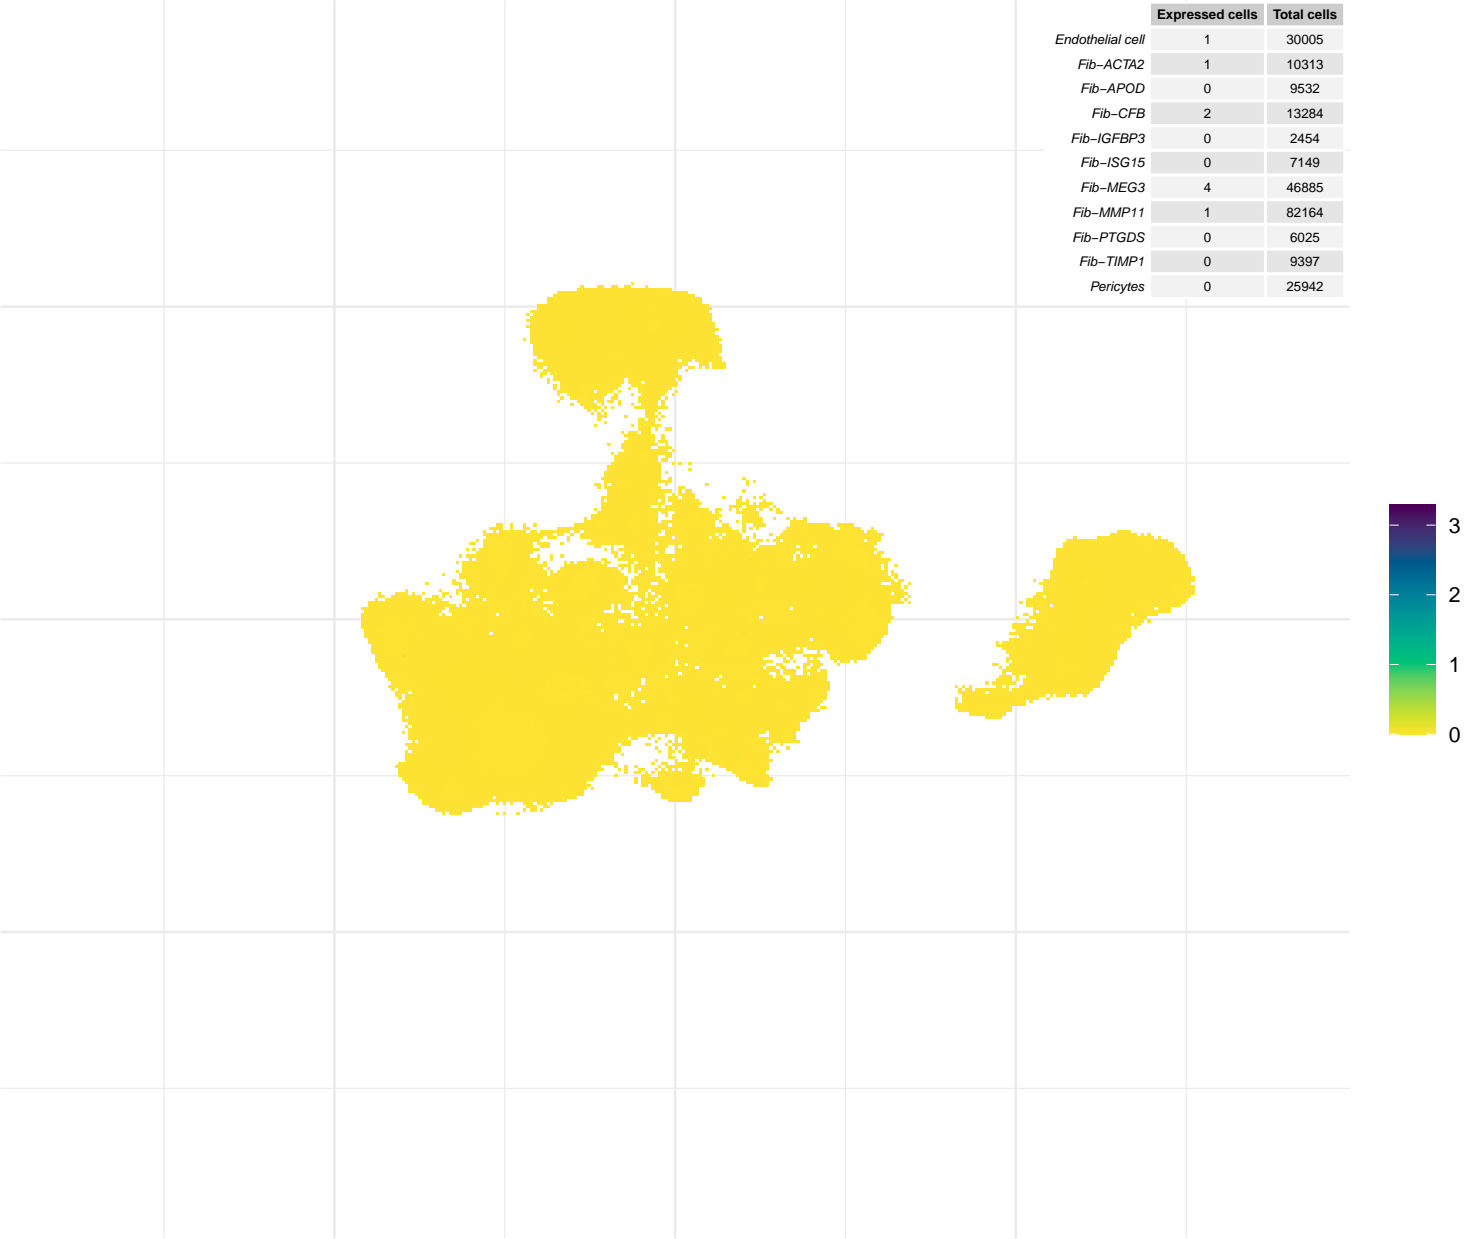 Expressed cells Total cells
Endothelial cell 1 30005
Fib−ACTA2 1 10313
Fib−APOD 0 9532
Fib−CFB 2 13284
Fib−IGFBP3 0 2454
Fib−ISG15 0 7149
Fib−MEG3 4 46885
Fib−MMP11 1 82164
Fib−PTGDS 0 6025
Fib−TIMP1 0 9397
Pericytes 0 25942
3
2
1
0